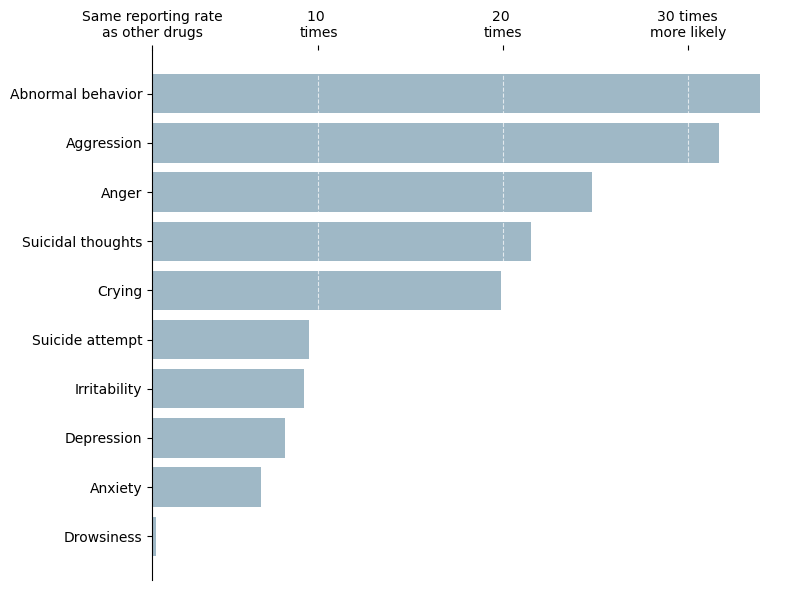 Same reporting rate
as other drugs
10
times
20
times
30 times
more likely
Abnormal behavior
Aggression
Anger
Suicidal thoughts
Crying
Suicide attempt
Irritability
Depression
Anxiety
Drowsiness